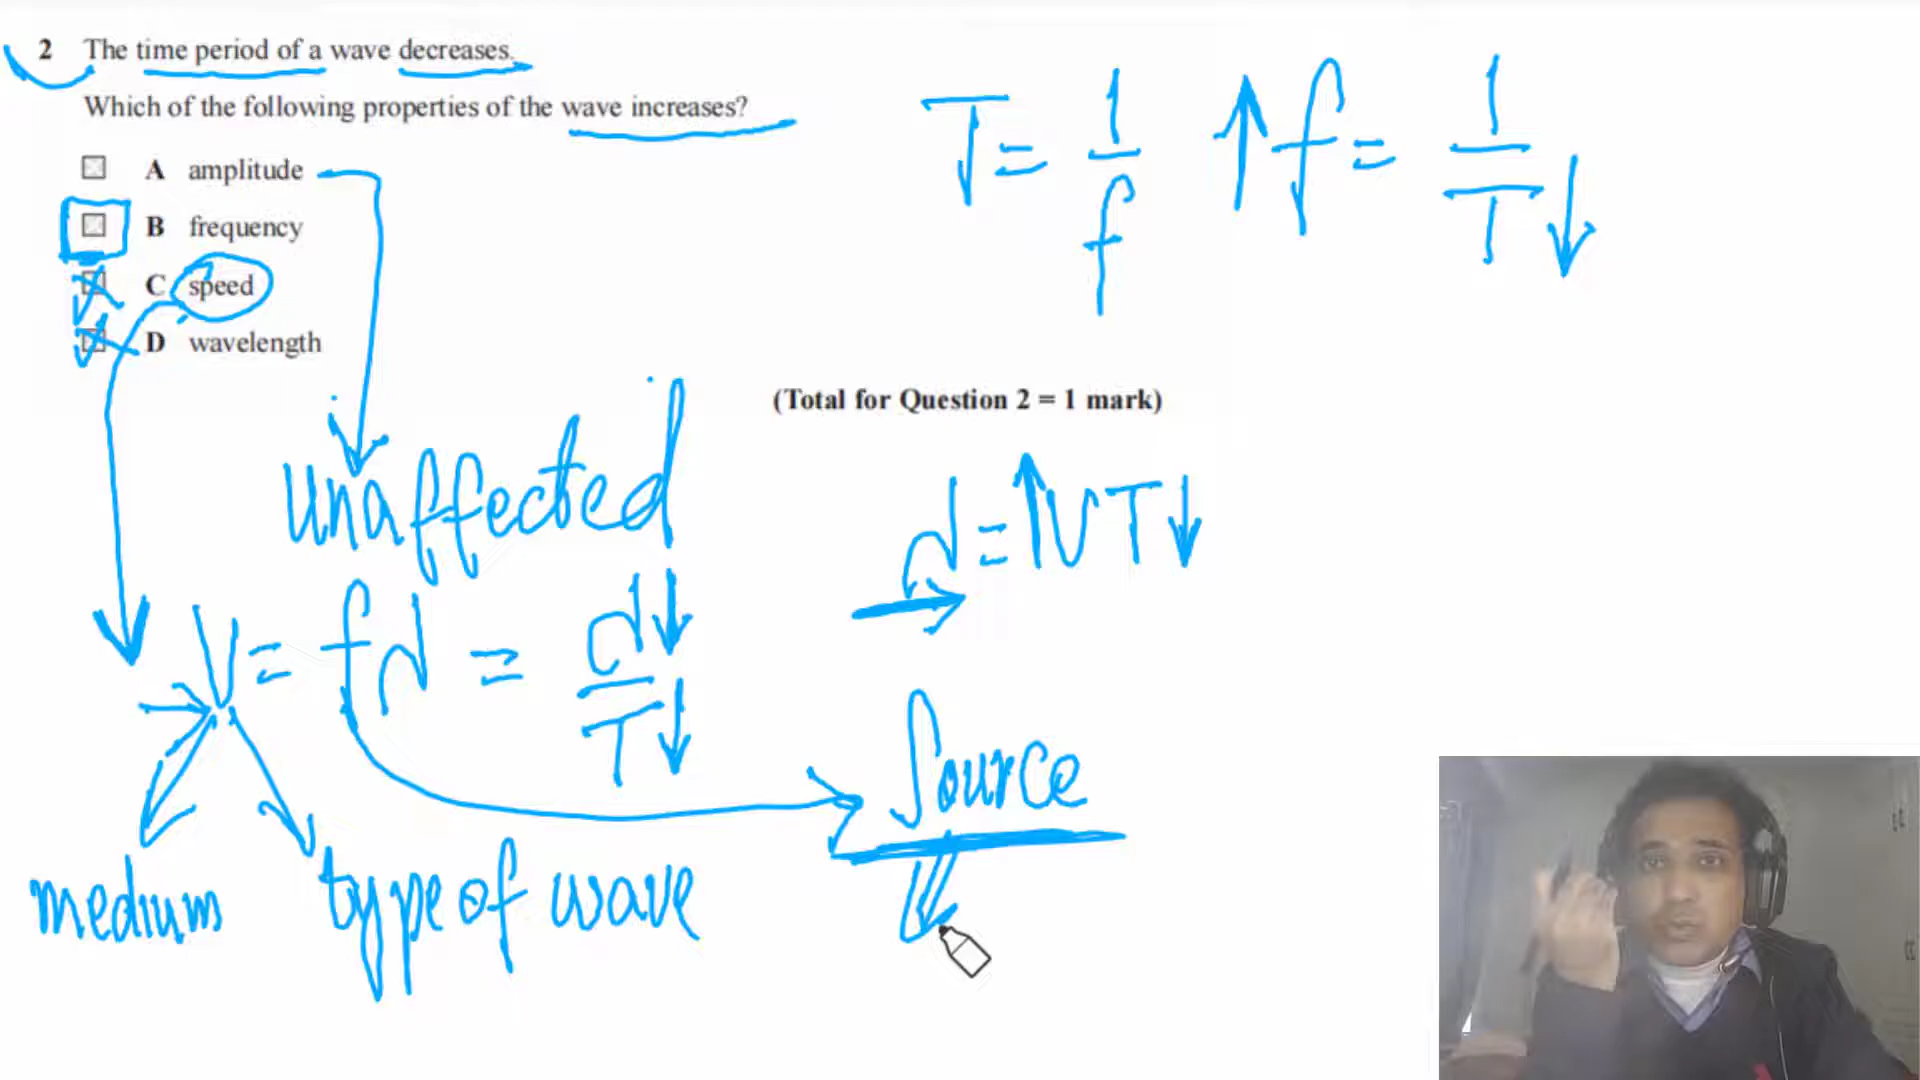 2 The time period of a wave decreases.
Which of the following properties of the wave increases?
A amplitude
B frequency
C speed
D wavelength
(Total for Question 2 = 1 mark)
T = 1/f ↑f = 1/T↓
unaffected
λ = ↑VT↓
V = fλ = λ↓/T↓
Source
medium
type of wave